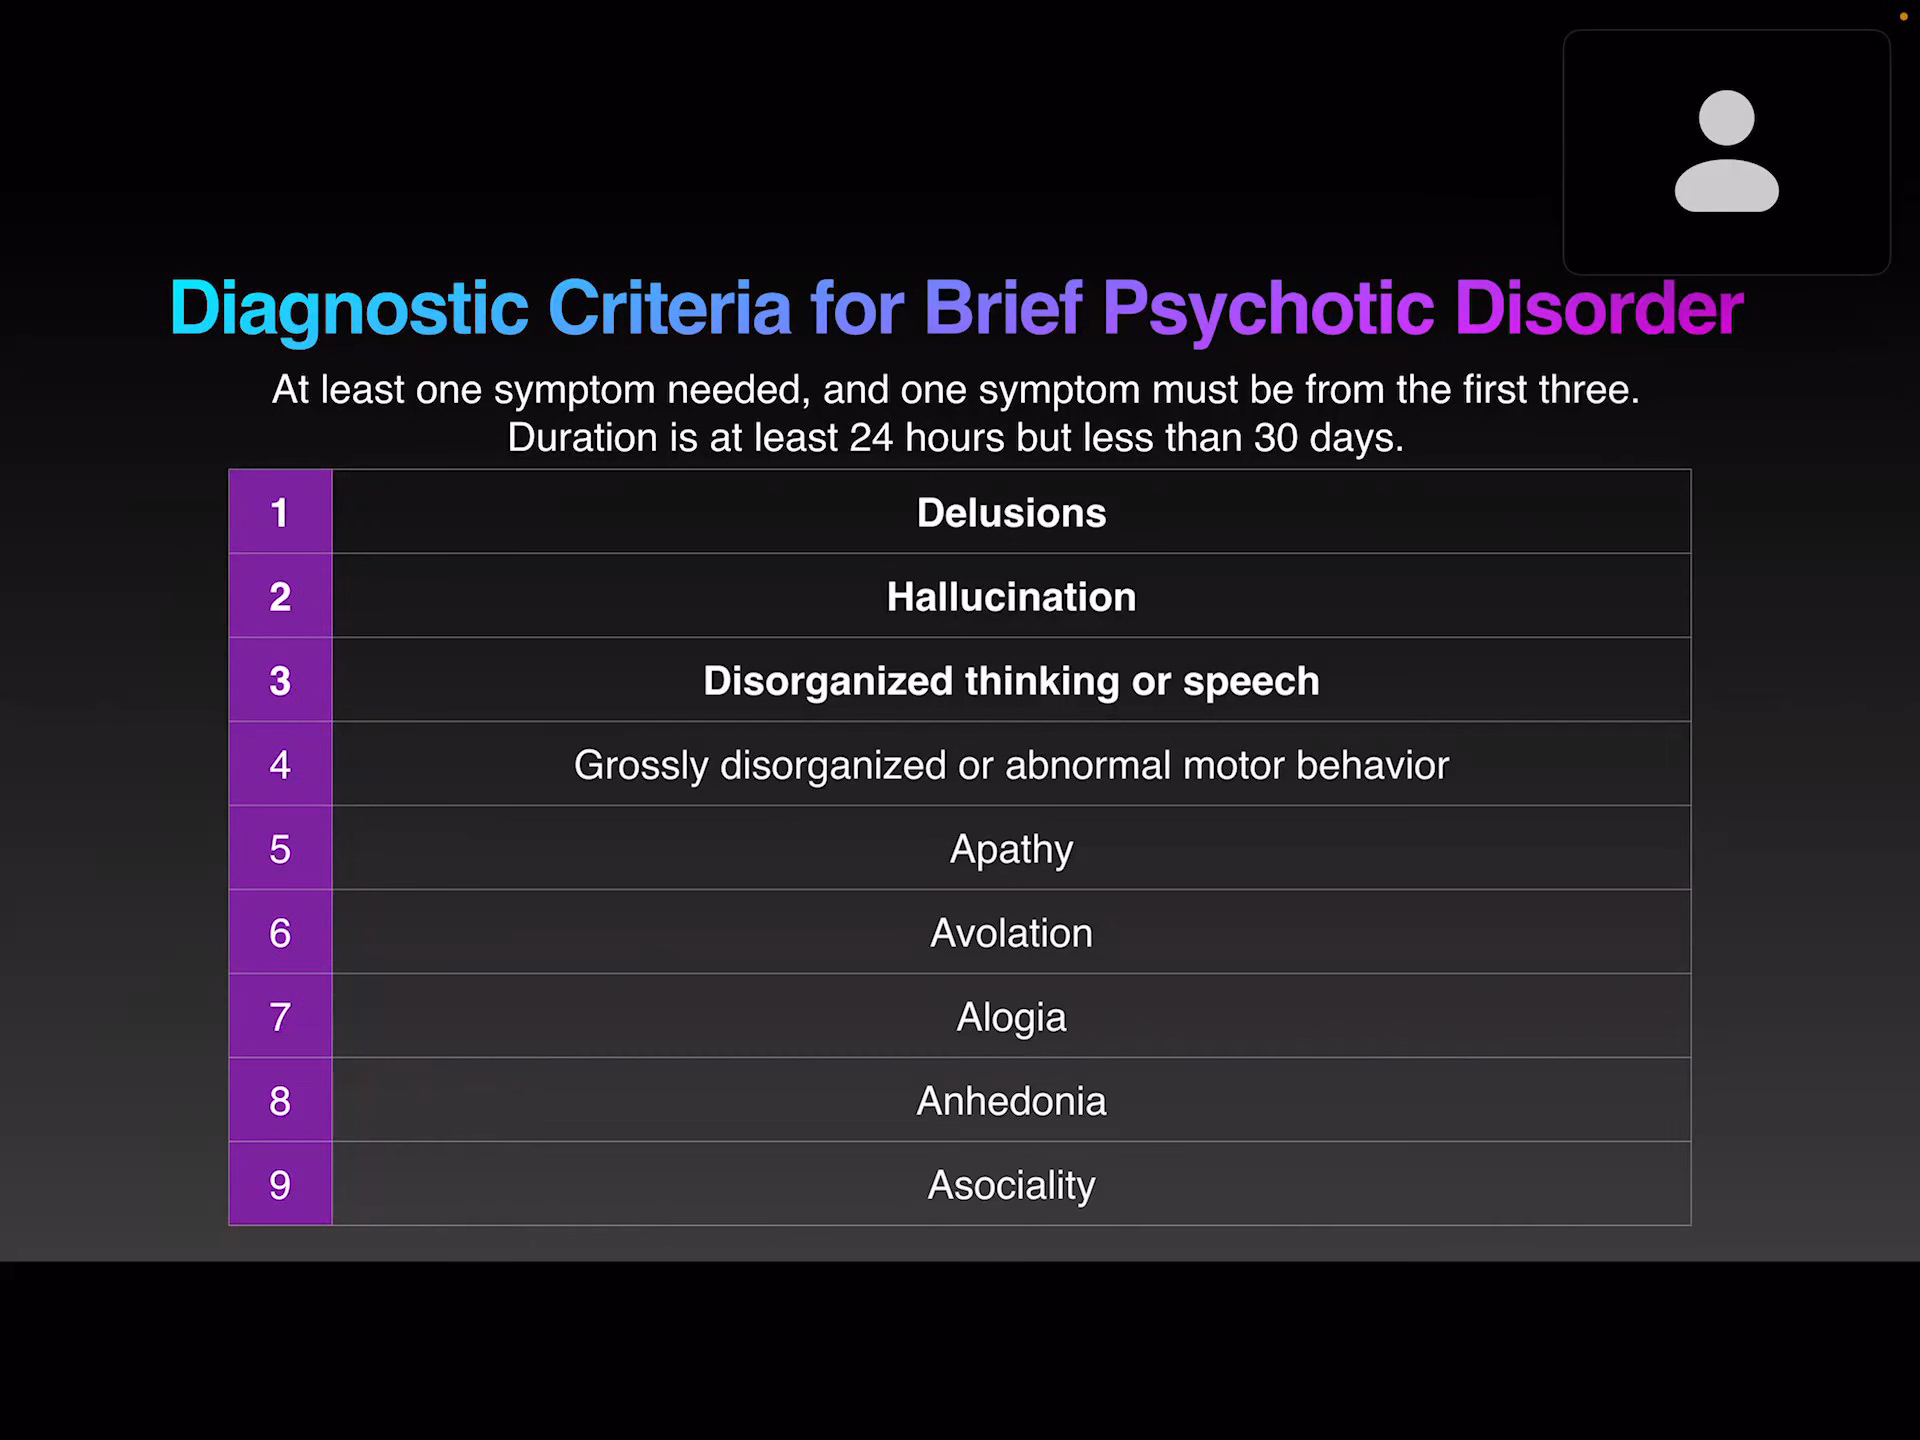 Diagnostic Criteria for Brief Psychotic Disorder
At least one symptom needed, and one symptom must be from the first three.
Duration is at least 24 hours but less than 30 days.
1 Delusions
2 Hallucination
3 Disorganized thinking or speech
4 Grossly disorganized or abnormal motor behavior
5 Apathy
6 Avolation
7 Alogia
8 Anhedonia
9 Asociality